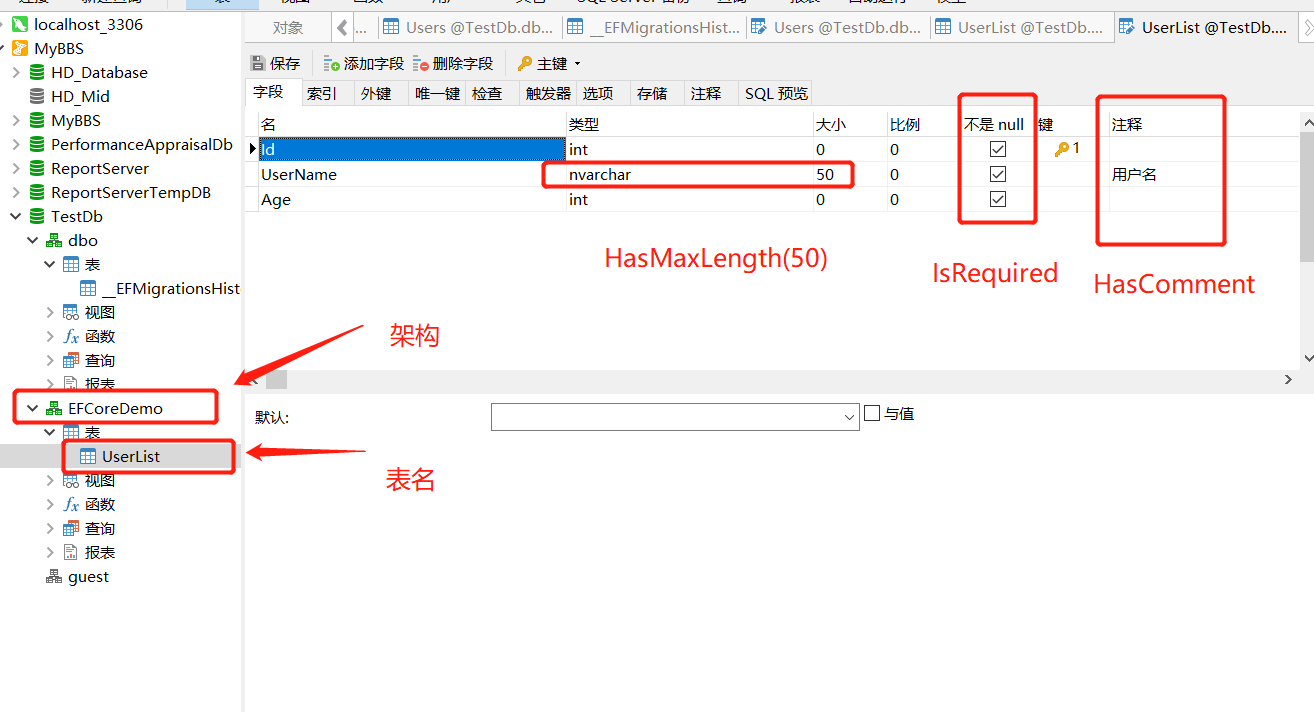 对象
...
Users @TestDb.db...
__EFMigrationsHist...
Users @TestDb.db...
UserList @TestDb....
UserList @TestDb....
保存
添加字段
删除字段
主键
字段
索引
外键
唯一键
检查
触发器
选项
存储
注释
SQL 预览
名
类型
大小
比例
不是 null
键
注释
Id
int
0
0
1
UserName
nvarchar
50
0
用户名
Age
int
0
0
HasMaxLength(50)
IsRequired
HasComment
默认:
与值
localhost_3306
MyBBS
HD_Database
HD_Mid
MyBBS
PerformanceAppraisalDb
ReportServer
ReportServerTempDB
TestDb
dbo
表
__EFMigrationsHist
视图
fx 函数
查询
报表
架构
EFCoreDemo
表
UserList
表名
视图
fx 函数
查询
报表
guest